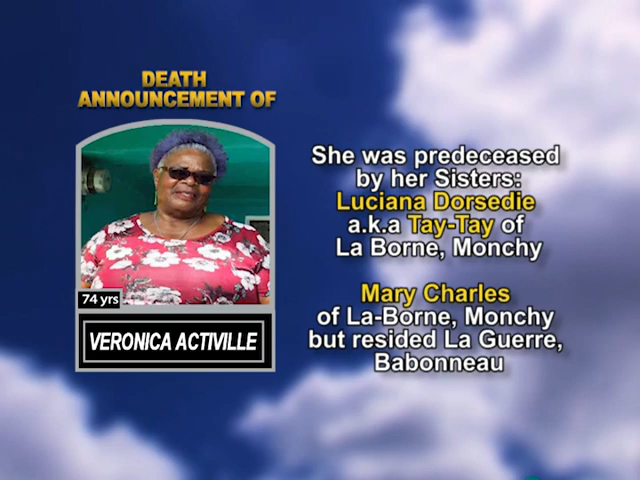 DEATH
ANNOUNCEMENT OF
74 yrs
VERONICA ACTIVILLE
She was predeceased
by her Sisters:
Luciana Dorsedie
a.k.a Tay-Tay of
La Borne, Monchy
Mary Charles
of La-Borne, Monchy
but resided La Guerre,
Babonneau